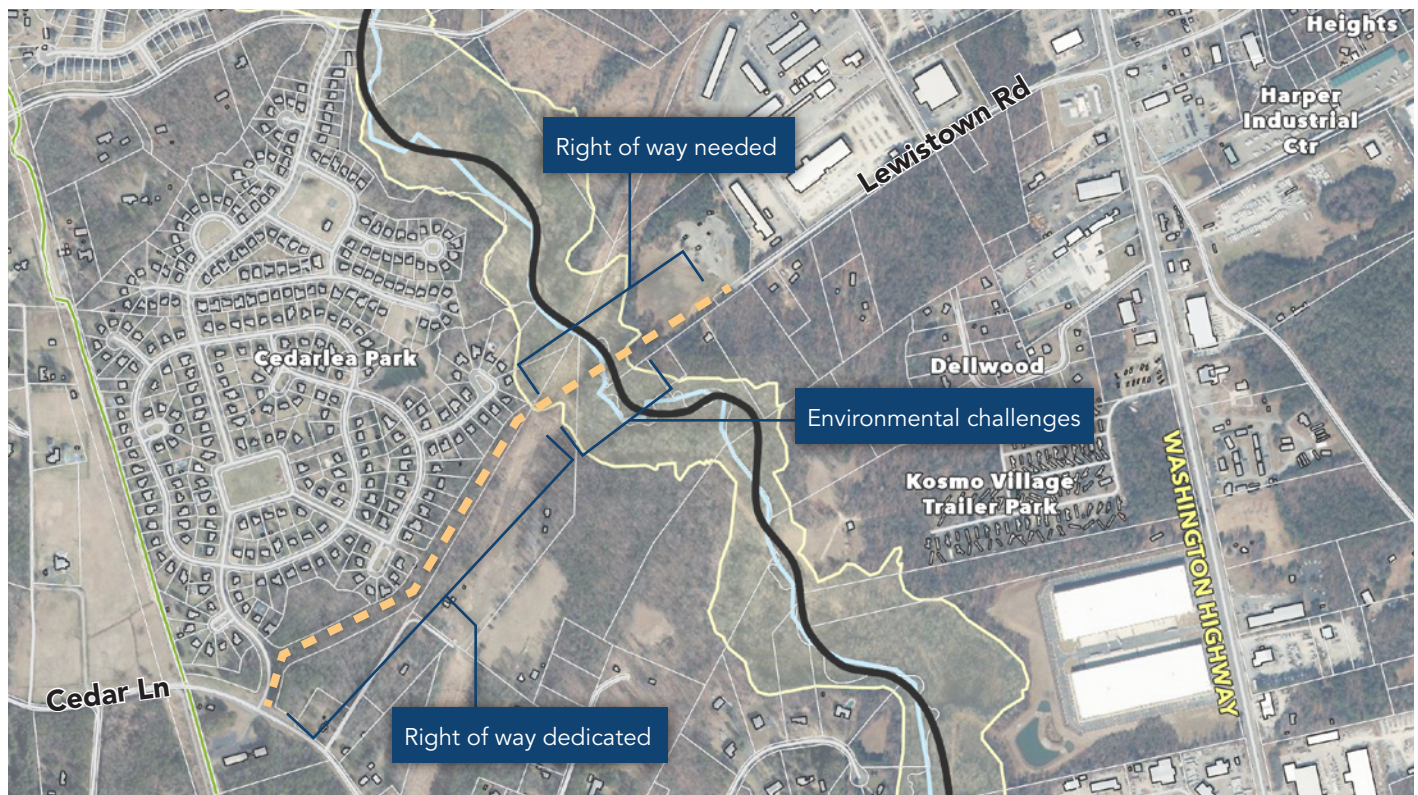 Heights
Harper
Industrial
Ctr
Lewistown Rd
Right of way needed
Cedarlea Park
Dellwood
Environmental challenges
Kosmo Village
Trailer Park
WASHINGTON HIGHWAY
Cedar Ln
Right of way dedicated